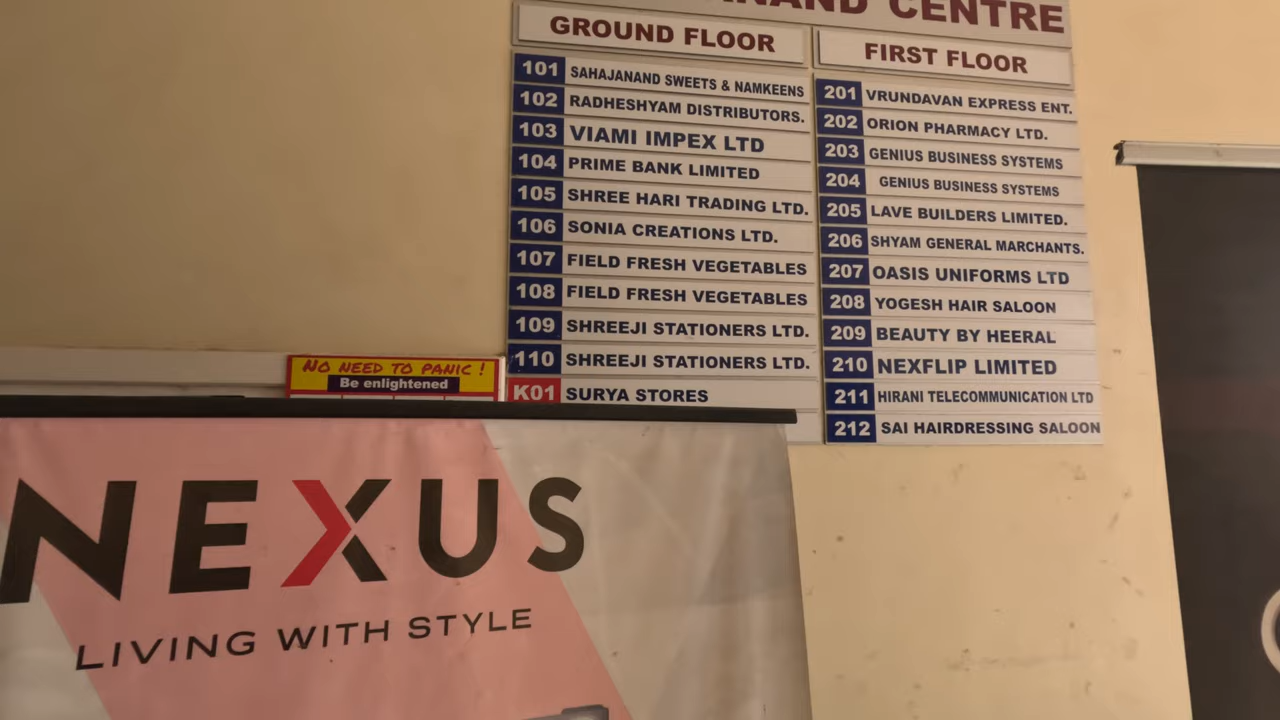 CENTRE
GROUND FLOOR
101 SAHAJANAND SWEETS & NAMKEENS
102 RADHESHYAM DISTRIBUTORS.
103 VIAMI IMPEX LTD
104 PRIME BANK LIMITED
105 SHREE HARI TRADING LTD.
106 SONIA CREATIONS LTD.
107 FIELD FRESH VEGETABLES
108 FIELD FRESH VEGETABLES
109 SHREEJI STATIONERS LTD.
110 SHREEJI STATIONERS LTD.
K01 SURYA STORES
FIRST FLOOR
201 VRUNDAVAN EXPRESS ENT.
202 ORION PHARMACY LTD.
203 GENIUS BUSINESS SYSTEMS
204 GENIUS BUSINESS SYSTEMS
205 LAVE BUILDERS LIMITED.
206 SHYAM GENERAL MARCHANTS.
207 OASIS UNIFORMS LTD
208 YOGESH HAIR SALOON
209 BEAUTY BY HEERAL
210 NEXFLIP LIMITED
211 HIRANI TELECOMMUNICATION LTD
212 SAI HAIRDRESSING SALOON
NO NEED TO PANIC!
Be enlightened
NEXUS
LIVING WITH STYLE